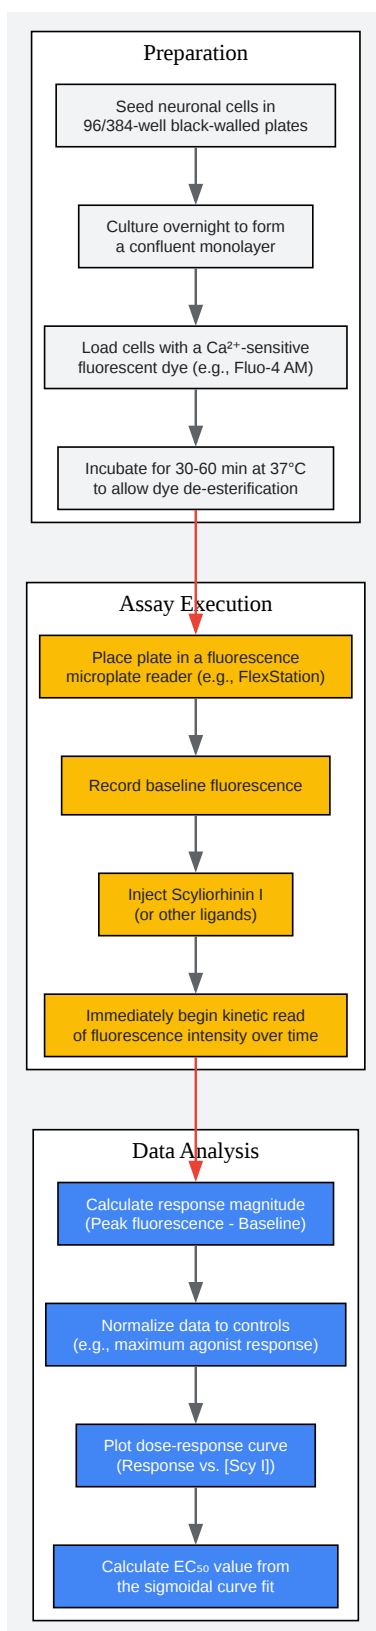 Preparation
Seed neuronal cells in
96/384-well black-walled plates
Culture overnight to form
a confluent monolayer
Load cells with a Ca²⁺-sensitive
fluorescent dye (e.g., Fluo-4 AM)
Incubate for 30-60 min at 37°C
to allow dye de-esterification
Assay Execution
Place plate in a fluorescence
microplate reader (e.g., FlexStation)
Record baseline fluorescence
Inject Scyliorhinin I
(or other ligands)
Immediately begin kinetic read
of fluorescence intensity over time
Data Analysis
Calculate response magnitude
(Peak fluorescence - Baseline)
Normalize data to controls
(e.g., maximum agonist response)
Plot dose-response curve
(Response vs. [Scy I])
Calculate EC₅₀ value from
the sigmoidal curve fit